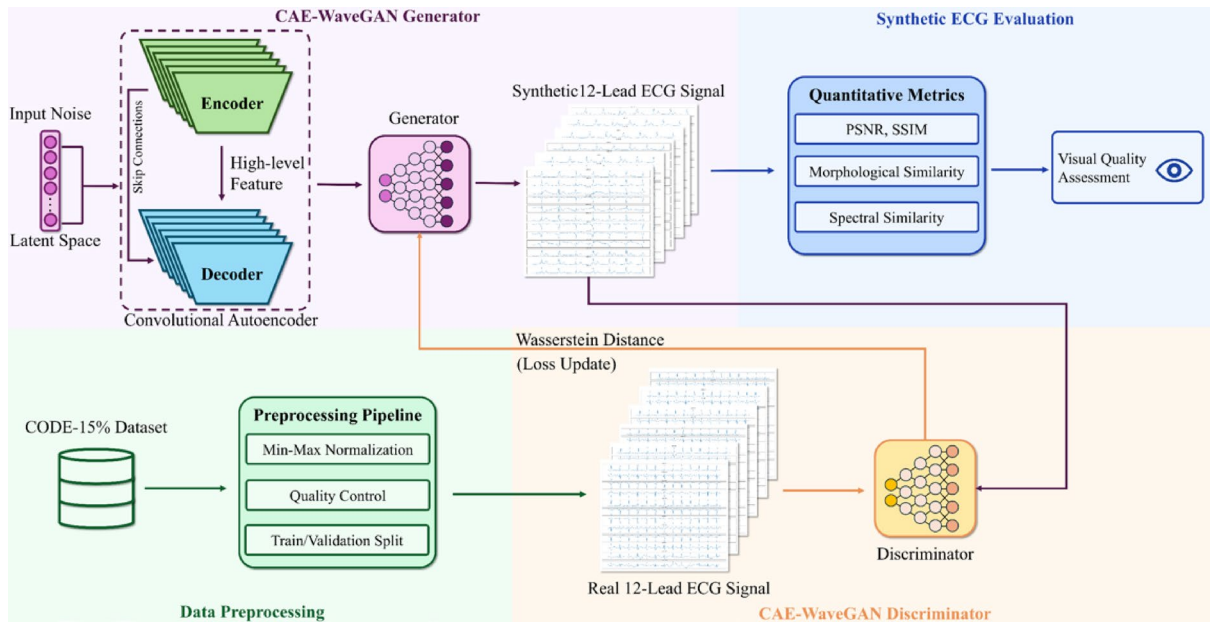 CAE-WaveGAN Generator
Synthetic ECG Evaluation
Input Noise
Latent Space
Encoder
Skip Connections
High-level
Feature
Decoder
Convolutional Autoencoder
Generator
Synthetic12-Lead ECG Signal
Quantitative Metrics
PSNR, SSIM
Morphological Similarity
Spectral Similarity
Visual Quality
Assessment
Wasserstein Distance
(Loss Update)
CODE-15% Dataset
Preprocessing Pipeline
Min-Max Normalization
Quality Control
Train/Validation Split
Real 12-Lead ECG Signal
Discriminator
Data Preprocessing
CAE-WaveGAN Discriminator